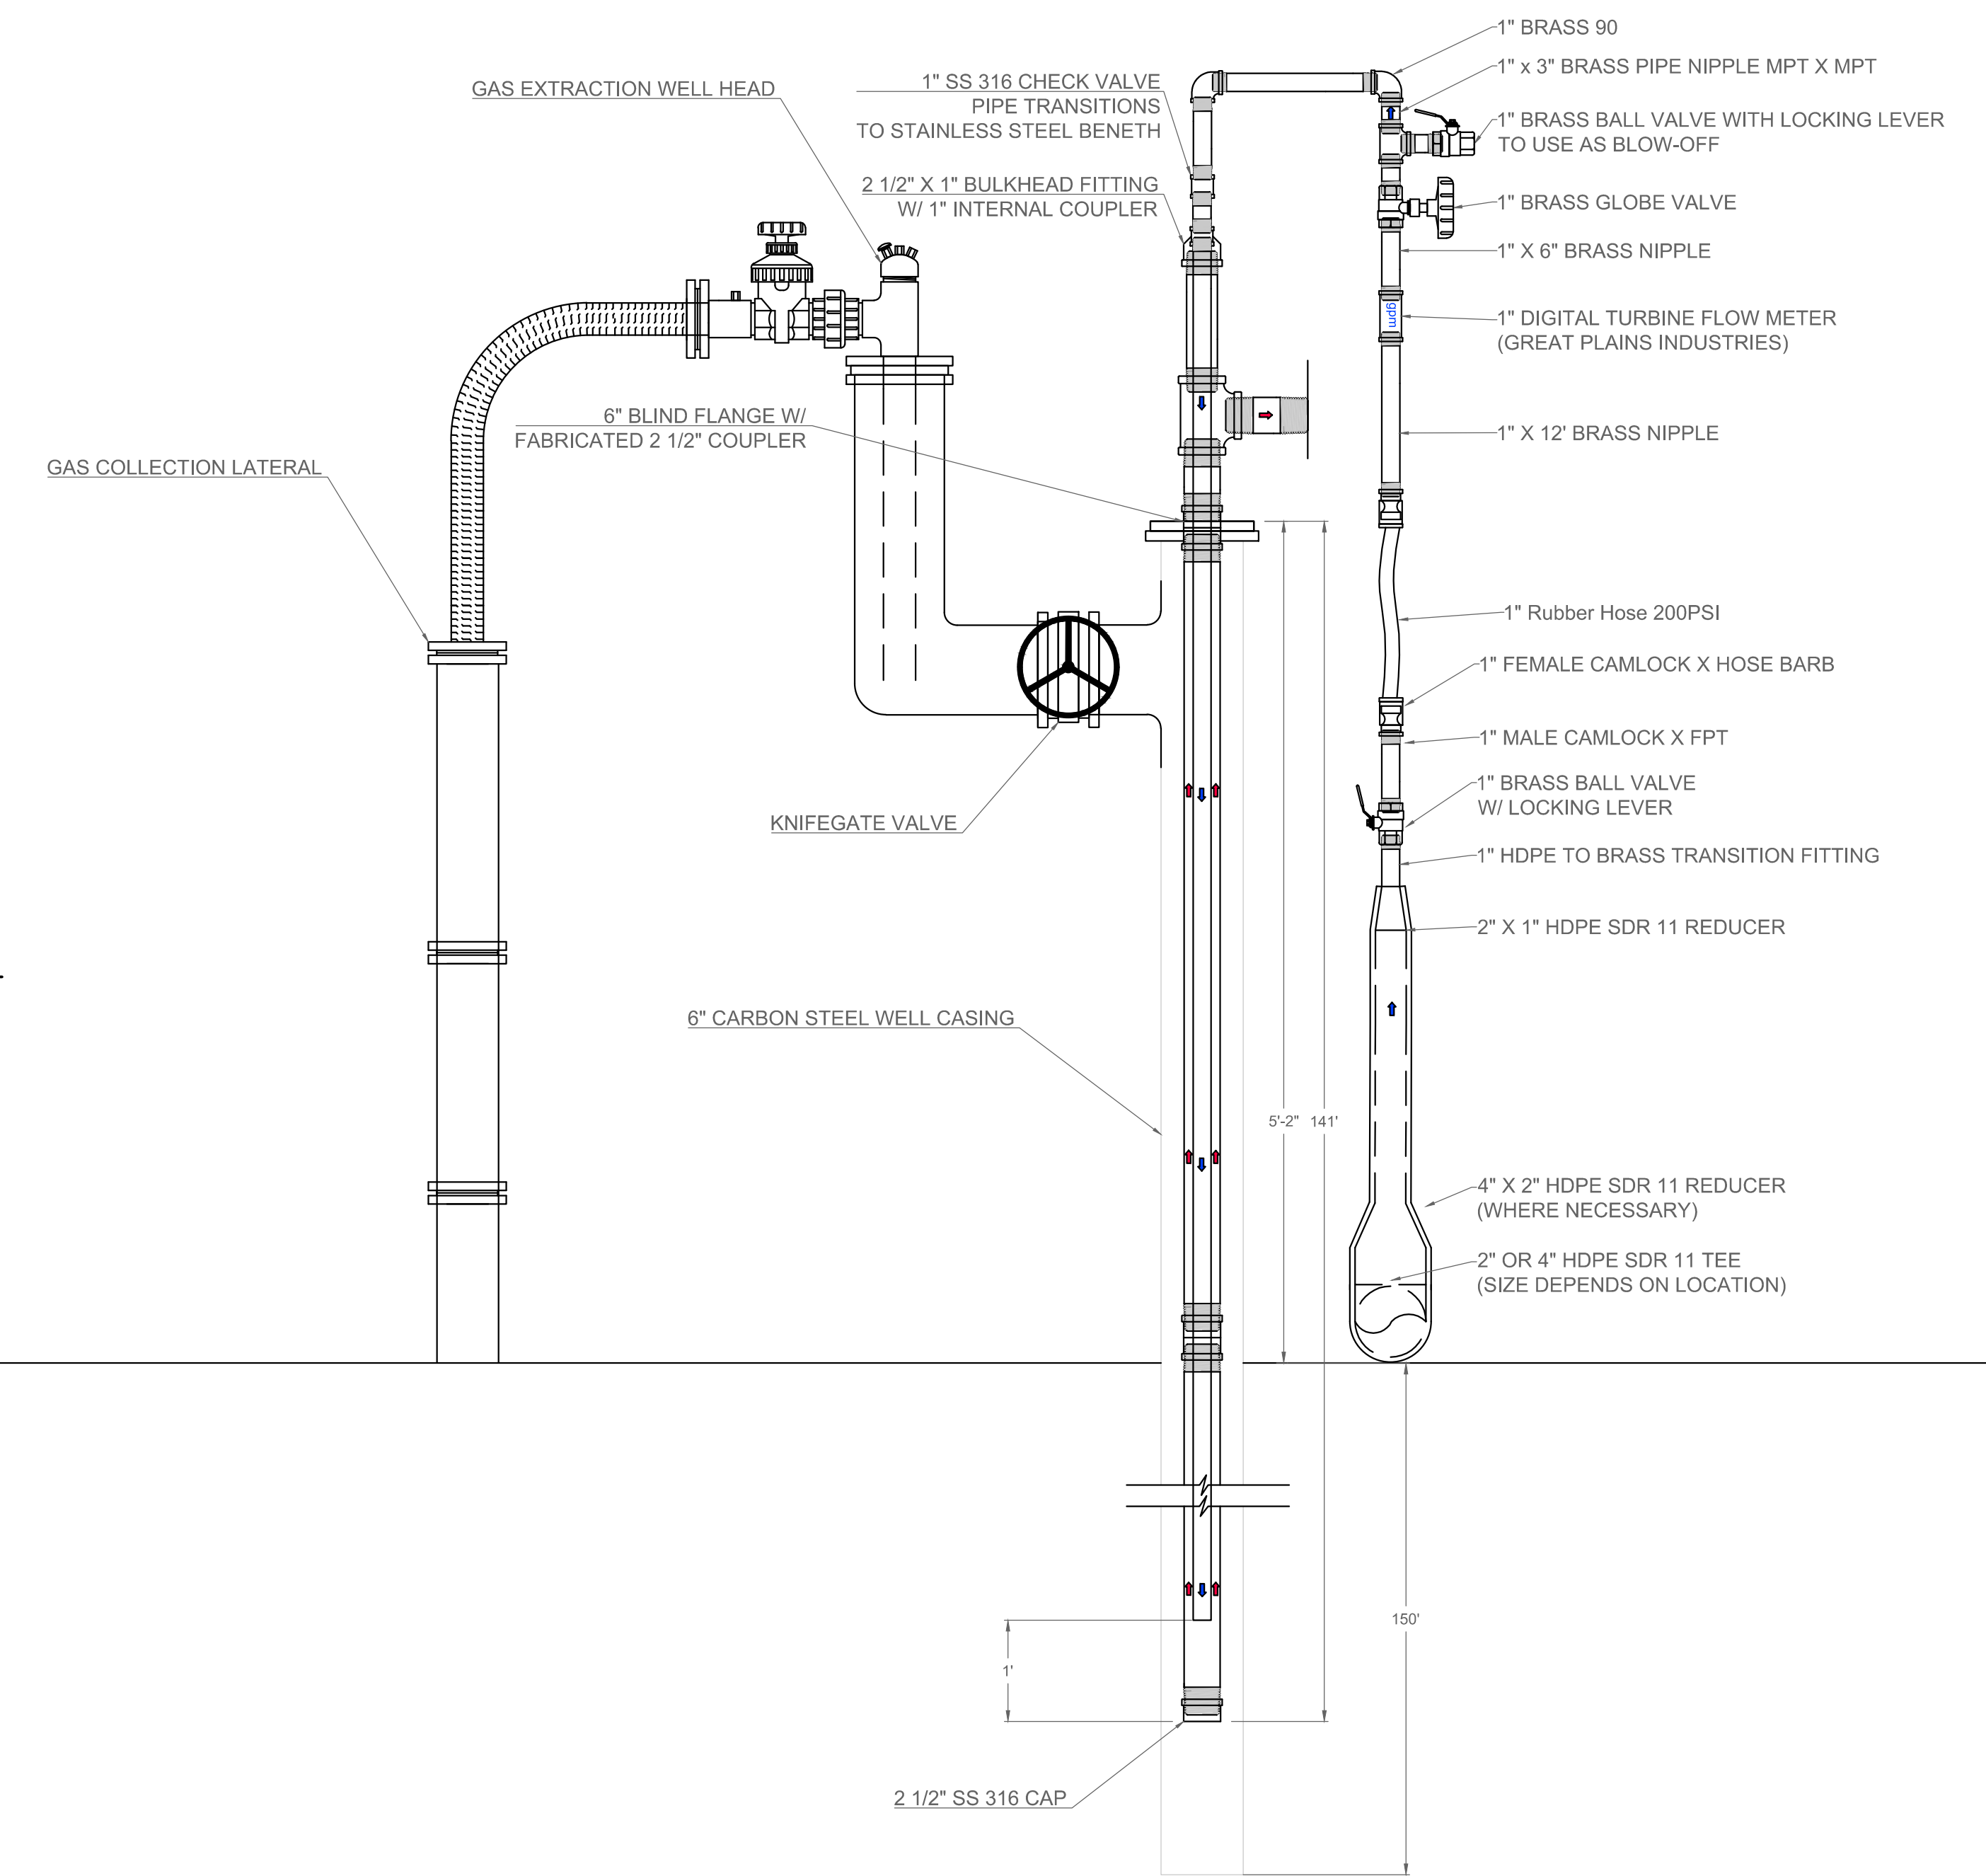 1" BRASS 90
1" x 3" BRASS PIPE NIPPLE MPT X MPT
GAS EXTRACTION WELL HEAD
1" SS 316 CHECK VALVE
PIPE TRANSITIONS
TO STAINLESS STEEL BENETH
1" BRASS BALL VALVE WITH LOCKING LEVER
TO USE AS BLOW-OFF
2 1/2" X 1" BULKHEAD FITTING
W/ 1" INTERNAL COUPLER
1" BRASS GLOBE VALVE
1" X 6" BRASS NIPPLE
gpm
1" DIGITAL TURBINE FLOW METER
(GREAT PLAINS INDUSTRIES)
6" BLIND FLANGE W/
FABRICATED 2 1/2" COUPLER
1" X 12' BRASS NIPPLE
GAS COLLECTION LATERAL
1" Rubber Hose 200PSI
1" FEMALE CAMLOCK X HOSE BARB
1" MALE CAMLOCK X FPT
1" BRASS BALL VALVE
W/ LOCKING LEVER
KNIFEGATE VALVE
1" HDPE TO BRASS TRANSITION FITTING
2" X 1" HDPE SDR 11 REDUCER
6" CARBON STEEL WELL CASING
5'-2"
141'
4" X 2" HDPE SDR 11 REDUCER
(WHERE NECESSARY)
2" OR 4" HDPE SDR 11 TEE
(SIZE DEPENDS ON LOCATION)
150'
1'
2 1/2" SS 316 CAP